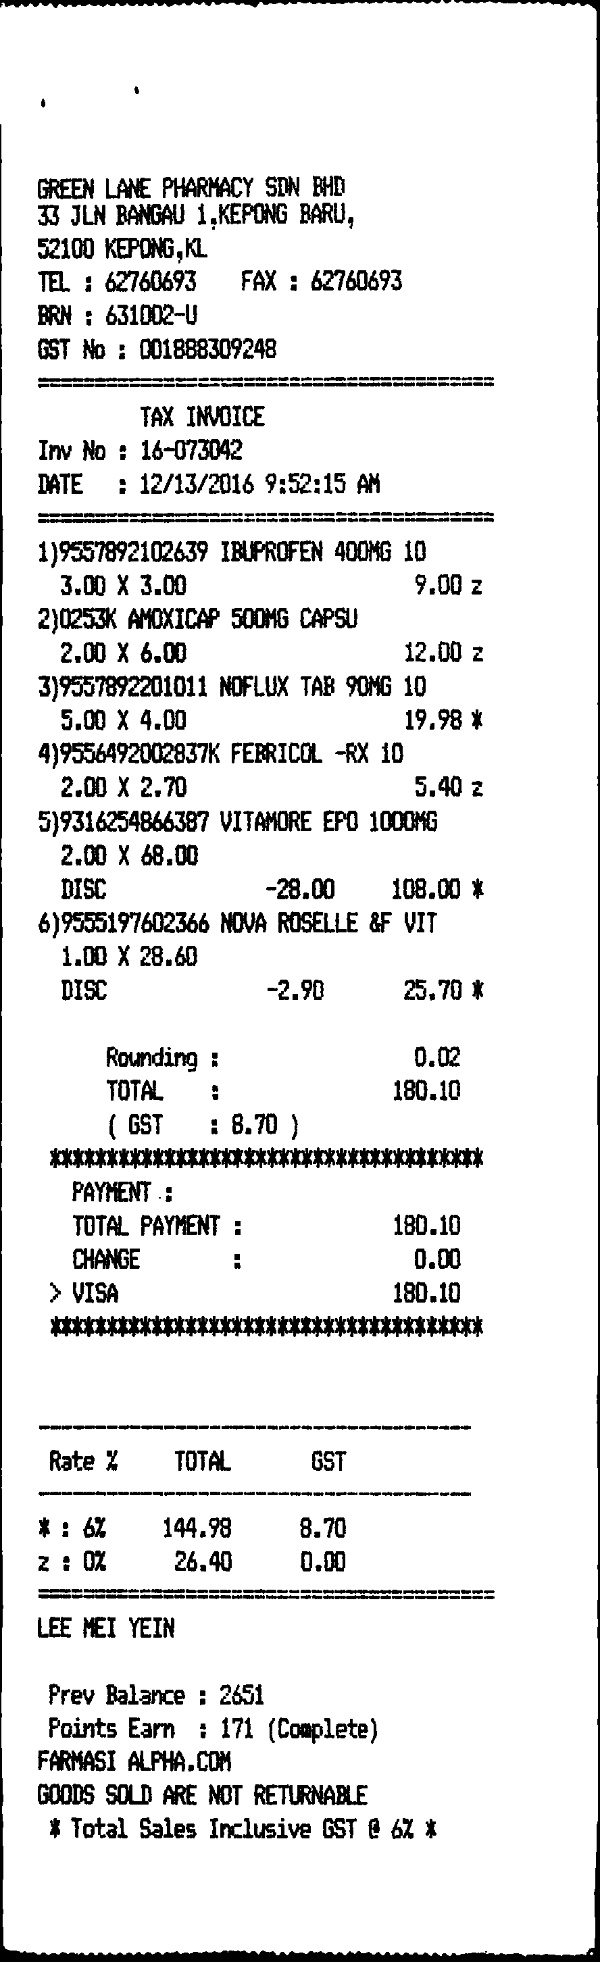 GREEN LANE PHARMACY SDN BHD
33 JLN BANGAU 1,KEPONG BARU,
52100 KEPONG,KL
TEL : 62760693 FAX : 62760693
BRN : 631002-U
GST No : 001888309248
========================================
TAX INVOICE
Inv No : 16-073042
DATE : 12/13/2016 9:52:15 AM
========================================
1)9557892102639 IBUPROFEN 400MG 10
3.00 X 3.00 9.00 z
2)0253K AMOXICAP 500MG CAPSU
2.00 X 6.00 12.00 z
3)9557892201011 NOFLUX TAB 90MG 10
5.00 X 4.00 19.98 *
4)9556492002837K FEBRICOL -RX 10
2.00 X 2.70 5.40 z
5)9316254866387 VITAMORE EPO 1000MG
2.00 X 68.00
DISC -28.00 108.00 *
6)9555197602366 NOVA ROSELLE &F VIT
1.00 X 28.60
DISC -2.90 25.70 *
Rounding : 0.02
TOTAL : 180.10
( GST : 8.70 )
**************************************
PAYMENT :
TOTAL PAYMENT : 180.10
CHANGE : 0.00
> VISA 180.10
**************************************
--------------------------------------
Rate % TOTAL GST
--------------------------------------
* : 6% 144.98 8.70
z : 0% 26.40 0.00
========================================
LEE MEI YEIN
Prev Balance : 2651
Points Earn : 171 (Complete)
FARMASI ALPHA.COM
GOODS SOLD ARE NOT RETURNABLE
* Total Sales Inclusive GST @ 6% *